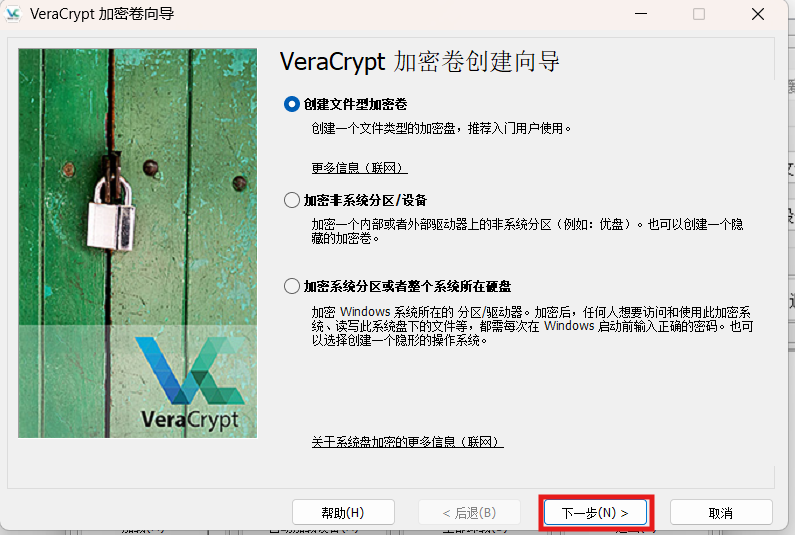 VeraCrypt 加密卷向导
VeraCrypt 加密卷创建向导
创建文件型加密卷
创建一个文件类型的加密盘，推荐入门用户使用。
更多信息（联网）
加密非系统分区/设备
加密一个内部或者外部驱动器上的非系统分区（例如：优盘）。也可以创建一个隐
藏的加密卷。
加密系统分区或者整个系统所在硬盘
加密 Windows 系统所在的 分区/驱动器。加密后，任何人想要访问和使用此加密系
统、读写此系统盘下的文件等，都需每次在 Windows 启动前输入正确的密码。也可
以选择创建一个隐形的操作系统。
VeraCrypt
关于系统盘加密的更多信息（联网）
帮助(H)
< 后退(B)
下一步(N) >
取消